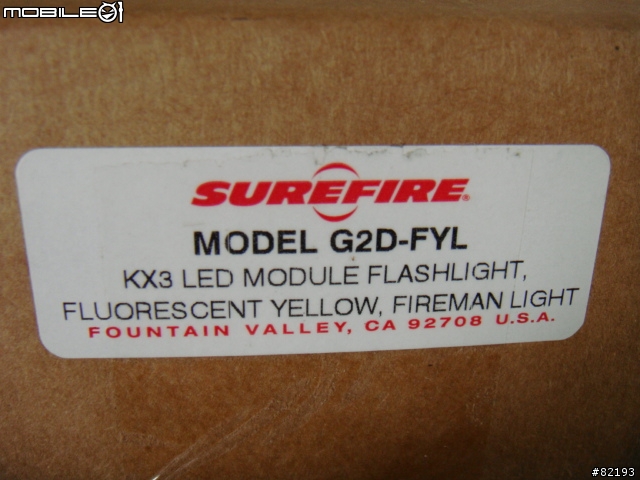 MOBILE01
SUREFIRE®
MODEL G2D-FYL
KX3 LED MODULE FLASHLIGHT,
FLUORESCENT YELLOW, FIREMAN LIGHT
FOUNTAIN VALLEY, CA 92708 U.S.A.
#82193